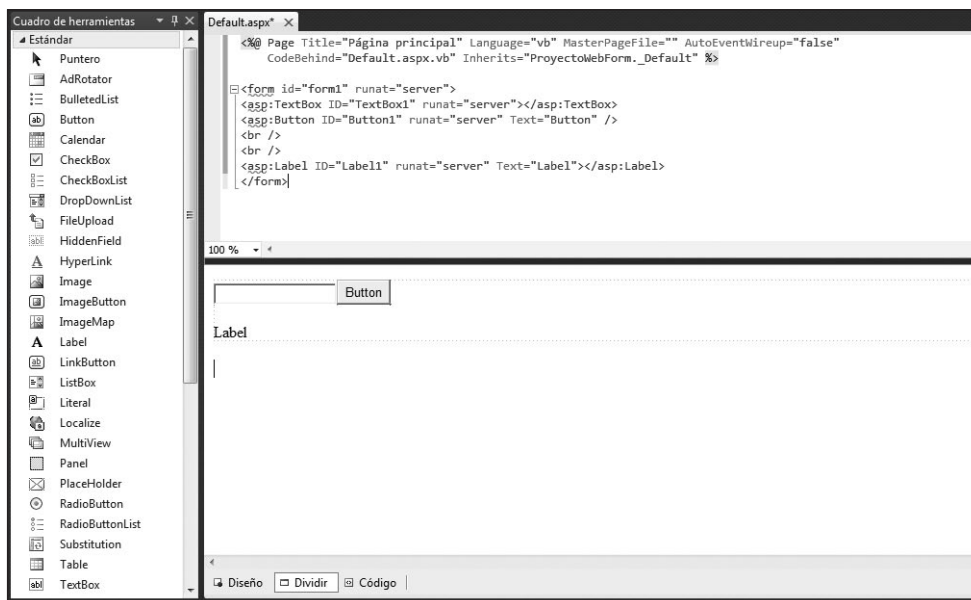 Cuadro de herramientas
Estándar
Puntero
AdRotator
BulletedList
Button
Calendar
CheckBox
CheckBoxList
DropDownList
FileUpload
HiddenField
HyperLink
Image
ImageButton
ImageMap
Label
LinkButton
ListBox
Literal
Localize
MultiView
Panel
PlaceHolder
RadioButton
RadioButtonList
Substitution
Table
TextBox
Default.aspx*
<%@ Page Title="Página principal" Language="vb" MasterPageFile="" AutoEventWireup="false"
CodeBehind="Default.aspx.vb" Inherits="ProyectoWebForm._Default" %>
<form id="form1" runat="server">
<asp:TextBox ID="TextBox1" runat="server"></asp:TextBox>
<asp:Button ID="Button1" runat="server" Text="Button" />
<br />
<br />
<asp:Label ID="Label1" runat="server" Text="Label"></asp:Label>
</form>
100 %
Button
Label
Diseño Dividir Código